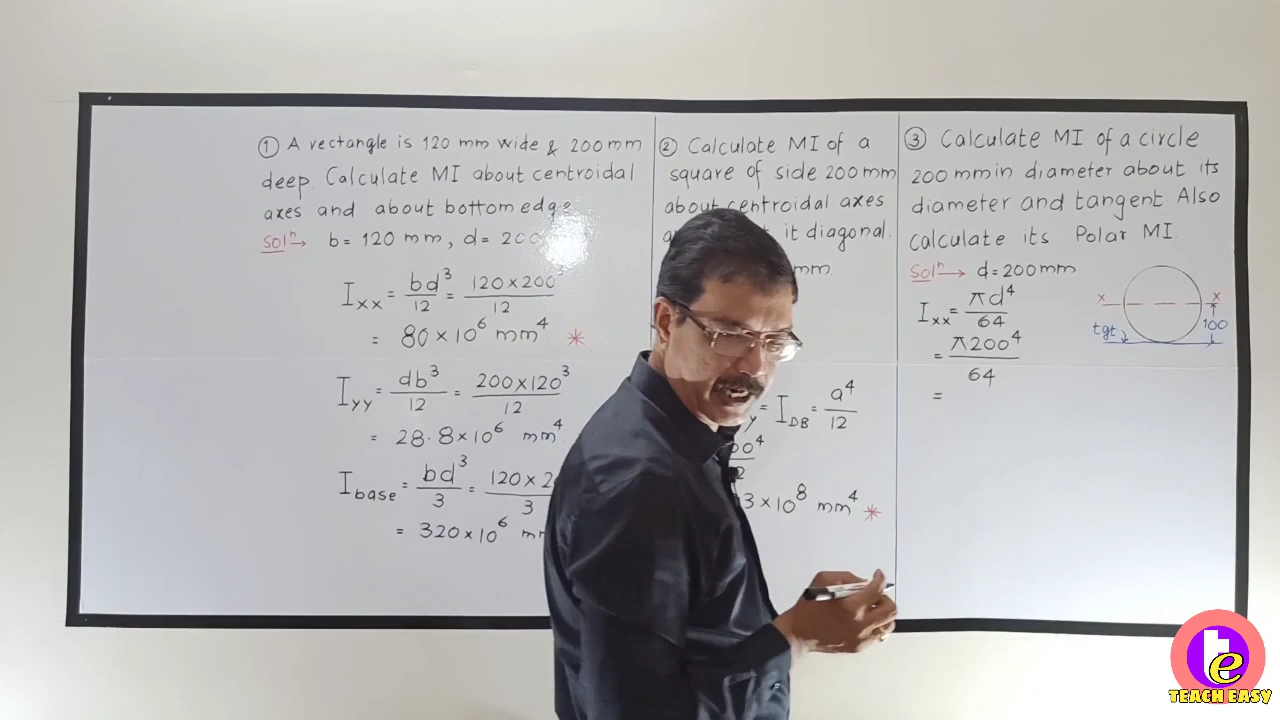 ① A rectangle is 120 mm wide & 200 mm
deep. Calculate MI about centroidal
axes and about bottom edge
Solⁿ → b = 120 mm, d = 200
Ixx = bd³/12 = 120×200³/12
= 80×10⁶ mm⁴ *
Iyy = db³/12 = 200×120³/12
= 28.8×10⁶ mm⁴
Ibase = bd³/3 = 120×2 /3
= 320×10⁶
② Calculate MI of a
square of side 200 mm
about centroidal axes
it diagonal.
mm
= I_DB = a⁴/12
3 × 10⁸ mm⁴ *
③ Calculate MI of a circle
200 mm in diameter about its
diameter and tangent. Also
Calculate its Polar MI.
Solⁿ → d = 200 mm
Ixx = πd⁴/64
= π200⁴/64
=
x x
100
tgt
te
TEACH EASY